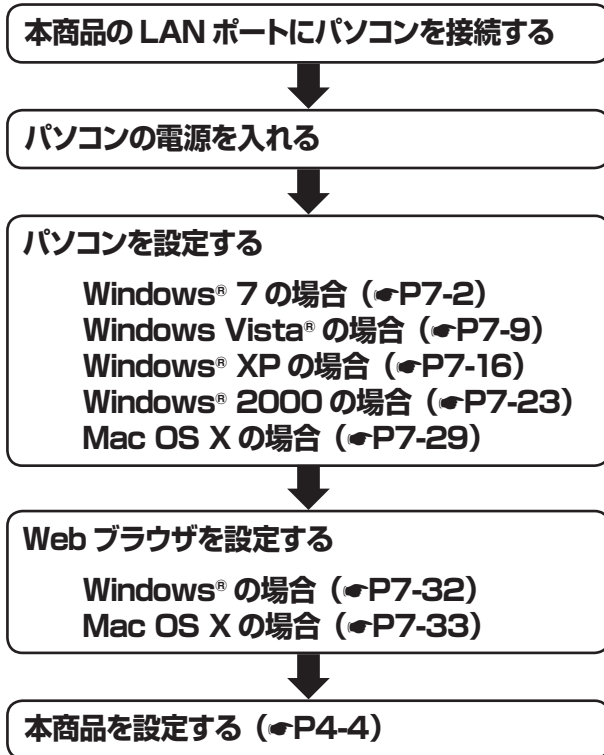 本商品の LAN ポートにパソコンを接続する
パソコンの電源を入れる
パソコンを設定する
Windows® 7 の場合（☛P7-2）
Windows Vista® の場合（☛P7-9）
Windows® XP の場合（☛P7-16）
Windows® 2000 の場合（☛P7-23）
Mac OS X の場合（☛P7-29）
Web ブラウザを設定する
Windows® の場合（☛P7-32）
Mac OS X の場合（☛P7-33）
本商品を設定する（☛P4-4）